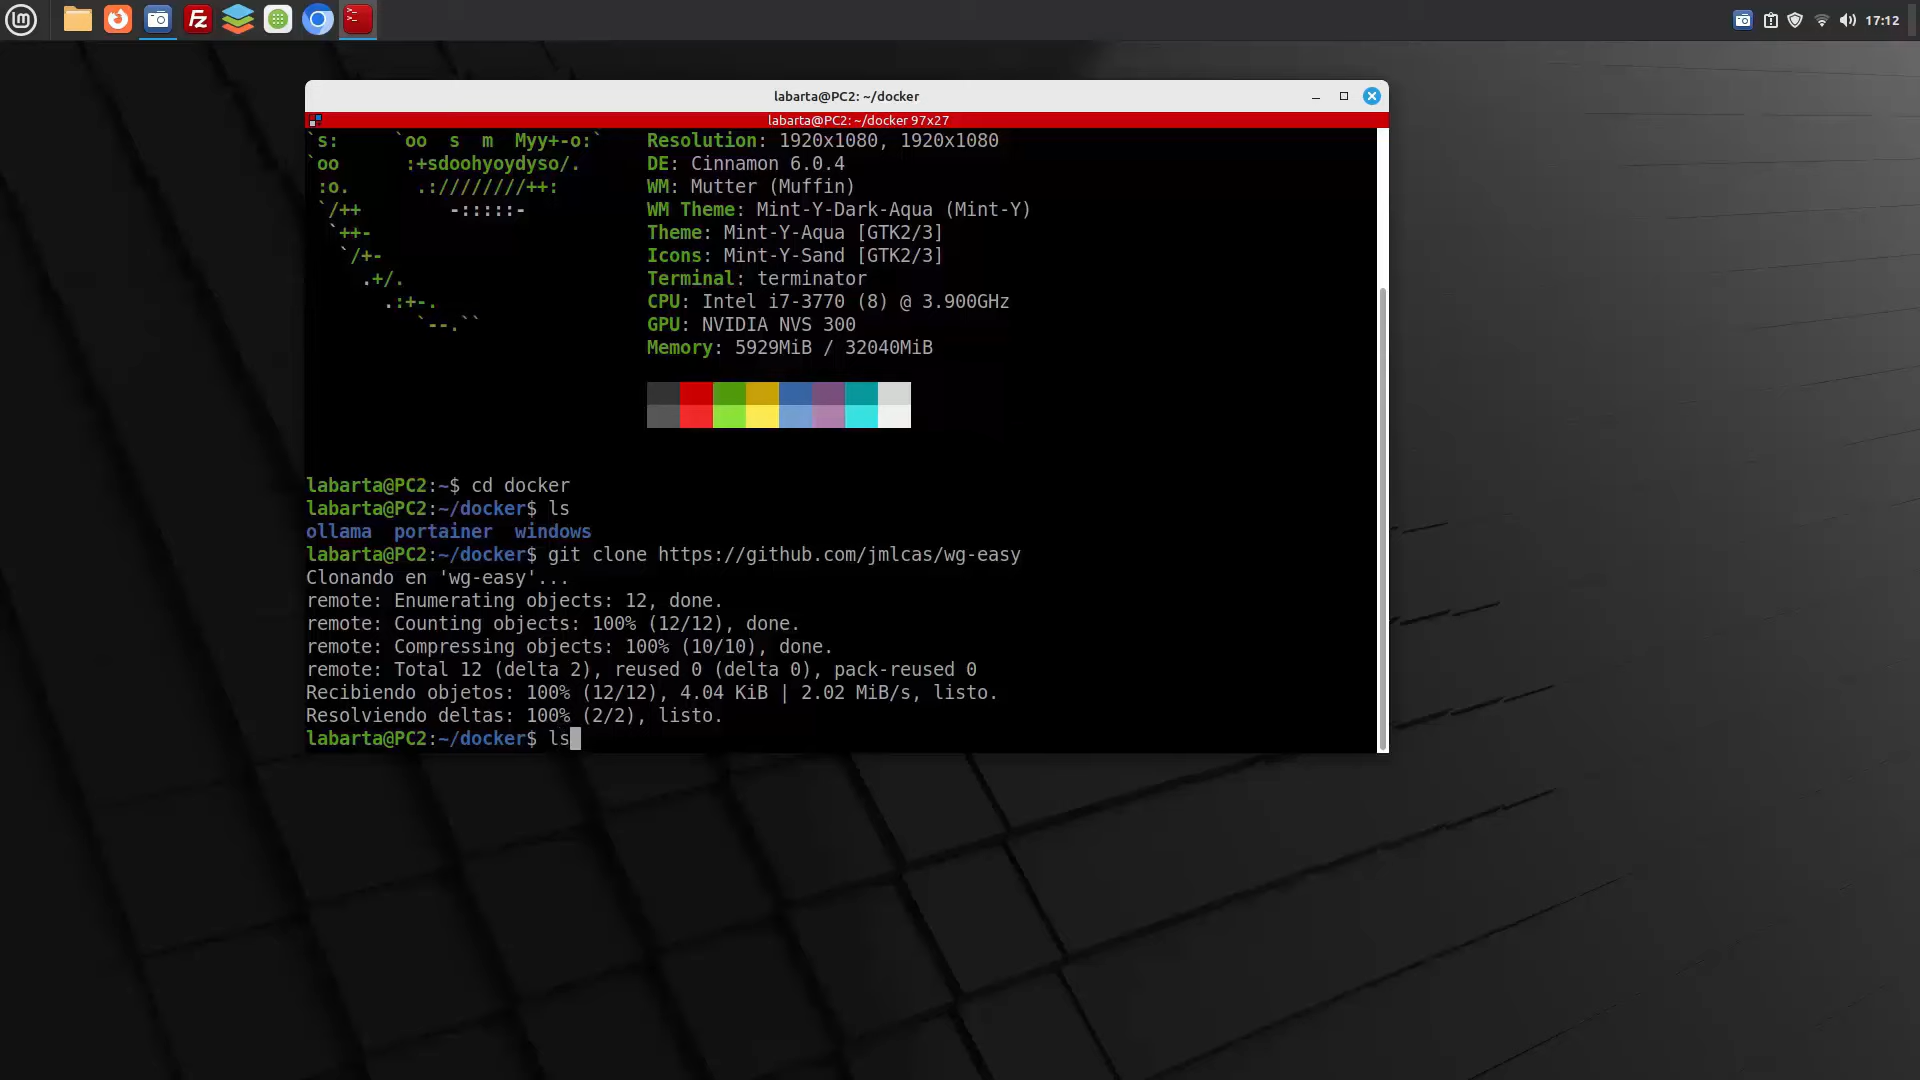 17:12
labarta@PC2: ~/docker
labarta@PC2: ~/docker 97x27
`s:     `oo  s  m  Myy+-o:`    Resolution: 1920x1080, 1920x1080
`oo      :+sdoohyoydyso/.      DE: Cinnamon 6.0.4
 :o.      .:////////++:        WM: Mutter (Muffin)
 `/++        -:::::-           WM Theme: Mint-Y-Dark-Aqua (Mint-Y)
  `++-                         Theme: Mint-Y-Aqua [GTK2/3]
   `/+-                        Icons: Mint-Y-Sand [GTK2/3]
     .+/.                      Terminal: terminator
       .:+-.                   CPU: Intel i7-3770 (8) @ 3.900GHz
          `--.``               GPU: NVIDIA NVS 300
                               Memory: 5929MiB / 32040MiB
labarta@PC2:~$ cd docker
labarta@PC2:~/docker$ ls
ollama  portainer  windows
labarta@PC2:~/docker$ git clone https://github.com/jmlcas/wg-easy
Clonando en 'wg-easy'...
remote: Enumerating objects: 12, done.
remote: Counting objects: 100% (12/12), done.
remote: Compressing objects: 100% (10/10), done.
remote: Total 12 (delta 2), reused 0 (delta 0), pack-reused 0
Recibiendo objetos: 100% (12/12), 4.04 KiB | 2.02 MiB/s, listo.
Resolviendo deltas: 100% (2/2), listo.
labarta@PC2:~/docker$ ls